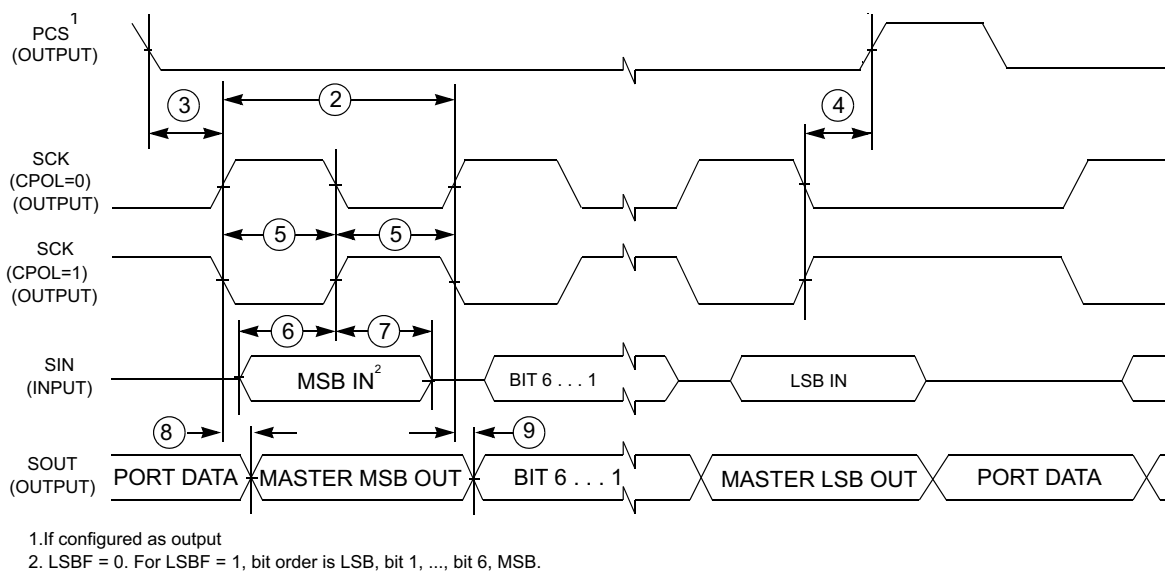 PCS¹
(OUTPUT)
3
2
4
SCK
(CPOL=0)
(OUTPUT)
5
5
SCK
(CPOL=1)
(OUTPUT)
6
7
SIN
(INPUT)
MSB IN²
BIT 6 . . . 1
LSB IN
8
9
SOUT
(OUTPUT)
PORT DATA
MASTER MSB OUT
BIT 6 . . . 1
MASTER LSB OUT
PORT DATA
1.If configured as output
2. LSBF = 0. For LSBF = 1, bit order is LSB, bit 1, ..., bit 6, MSB.